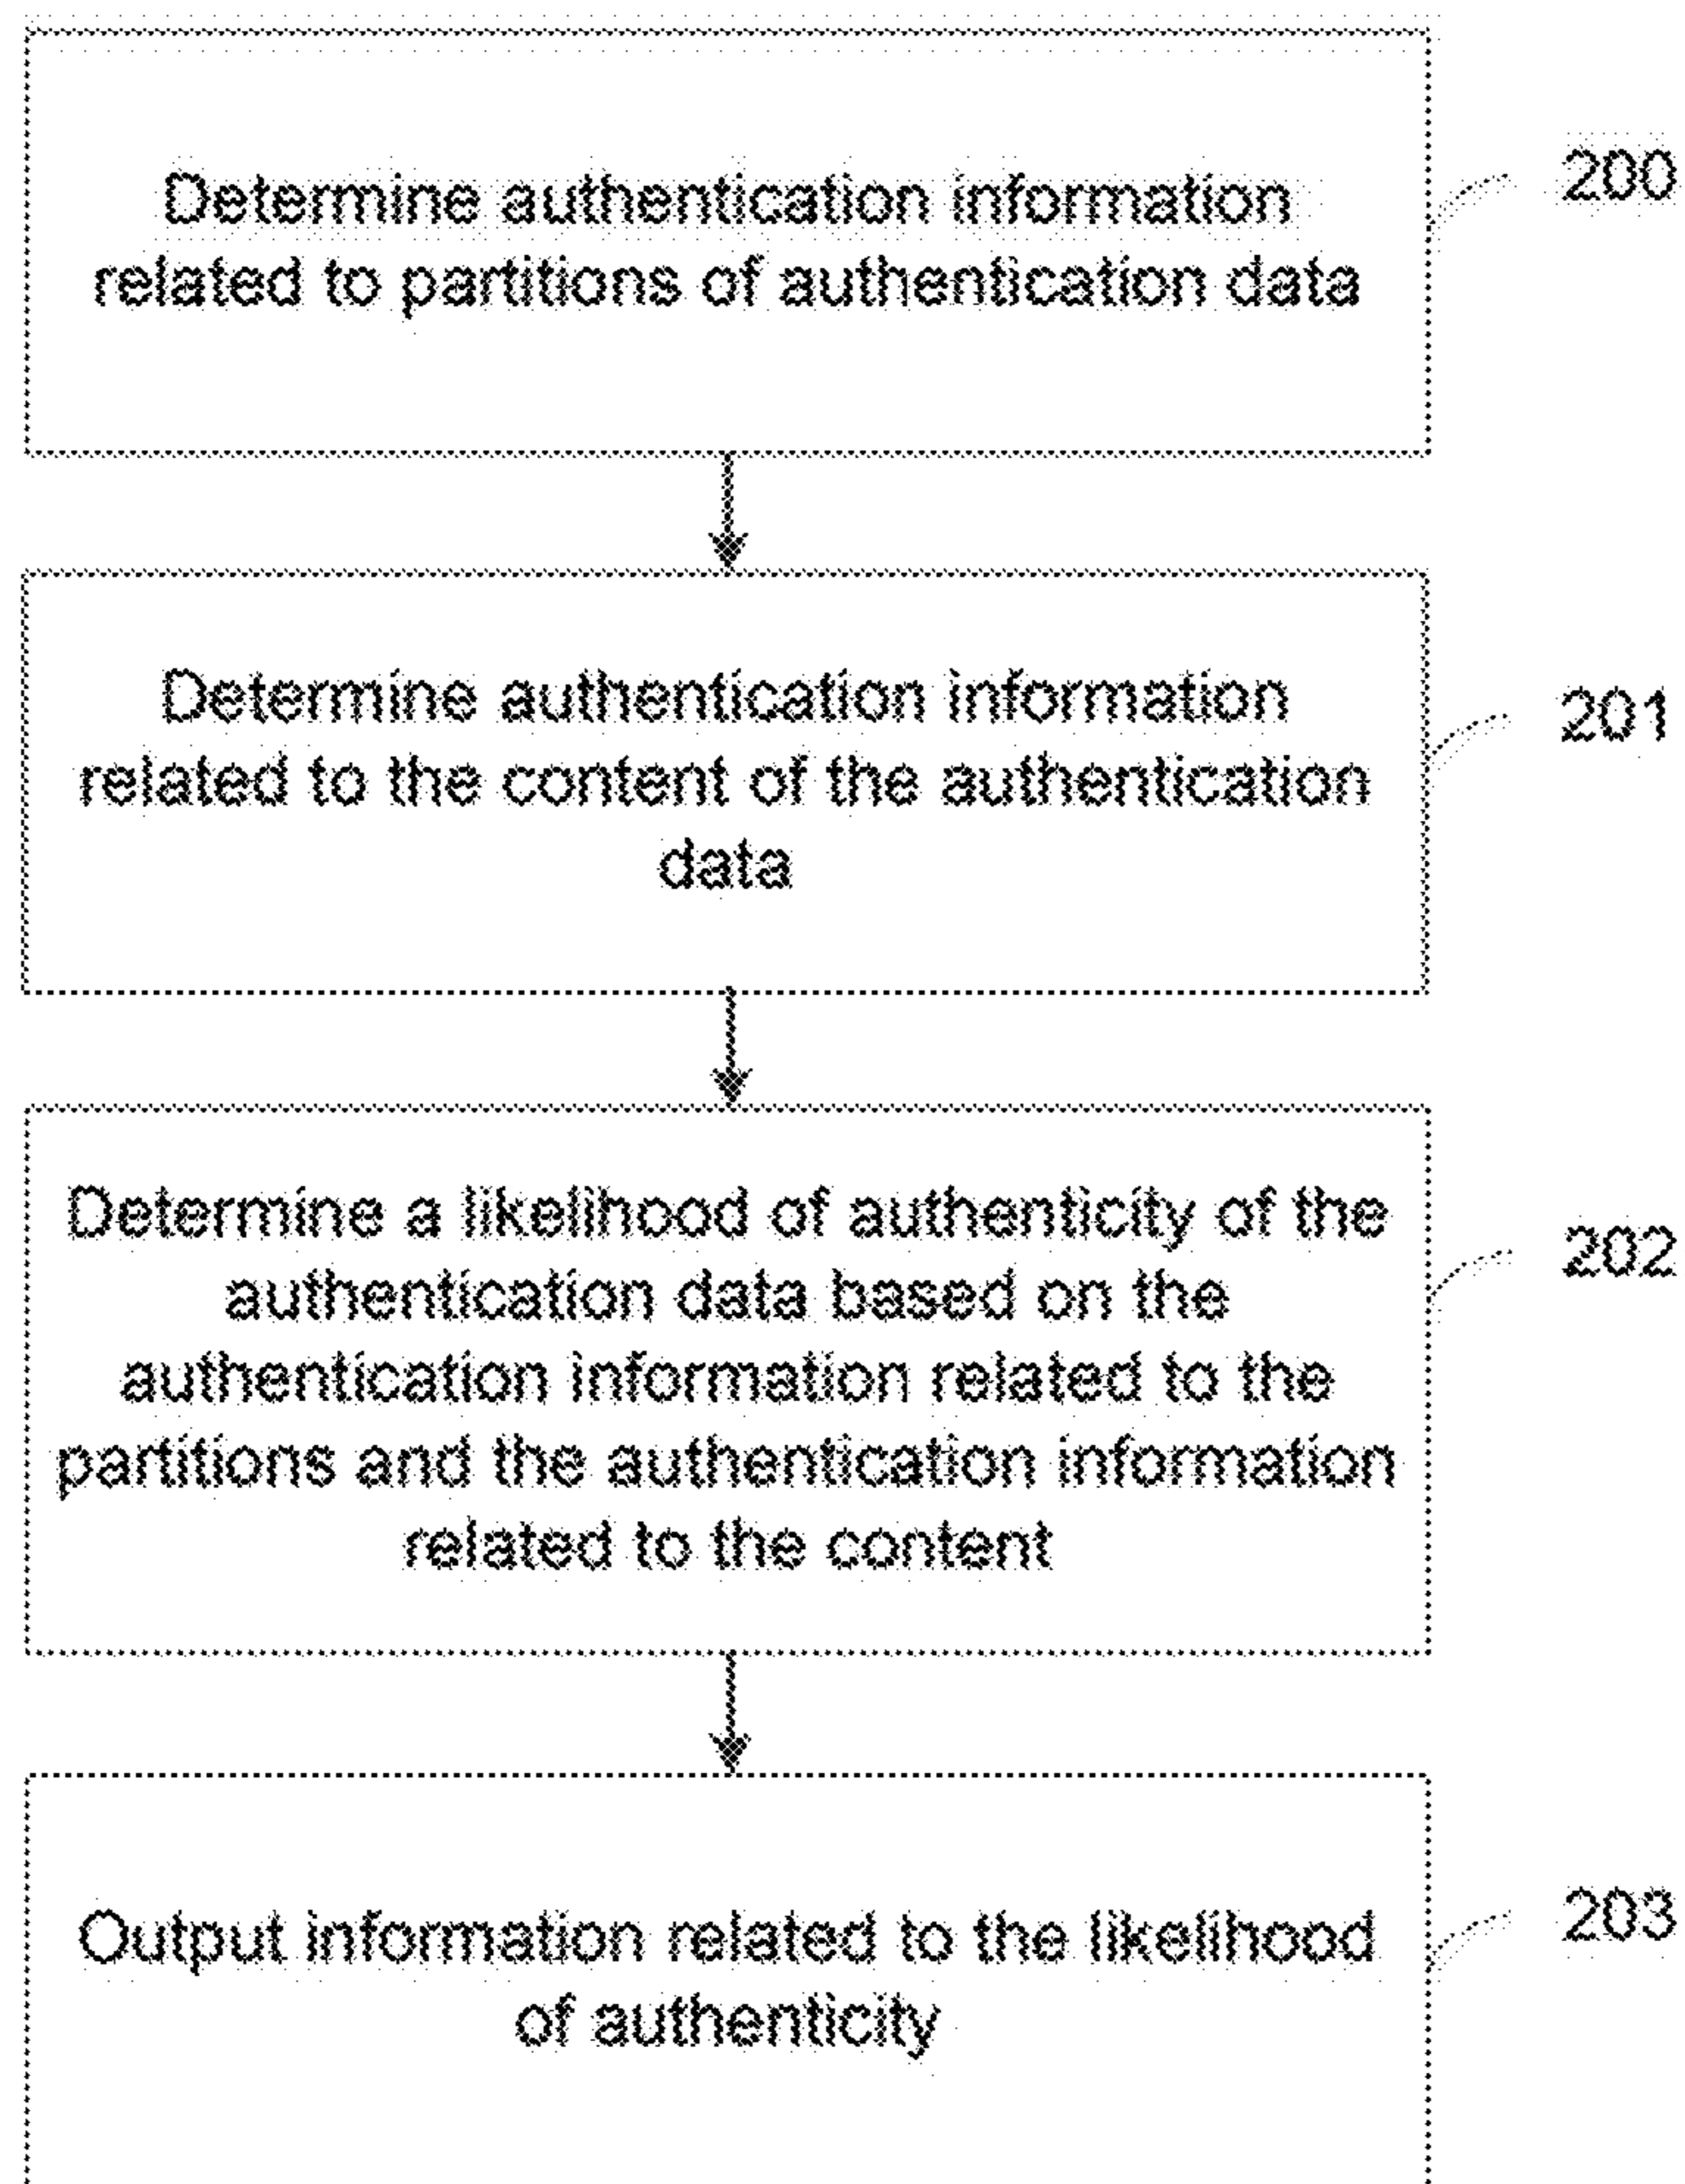 Determine authentication information
related to partitions of authentication data
200
Determine authentication information
related to the content of the authentication
data
201
Determine a likelihood of authenticity of the
authentication data based on the
authentication information related to the
partitions and the authentication information
related to the content
202
Output information related to the likelihood
of authenticity
203